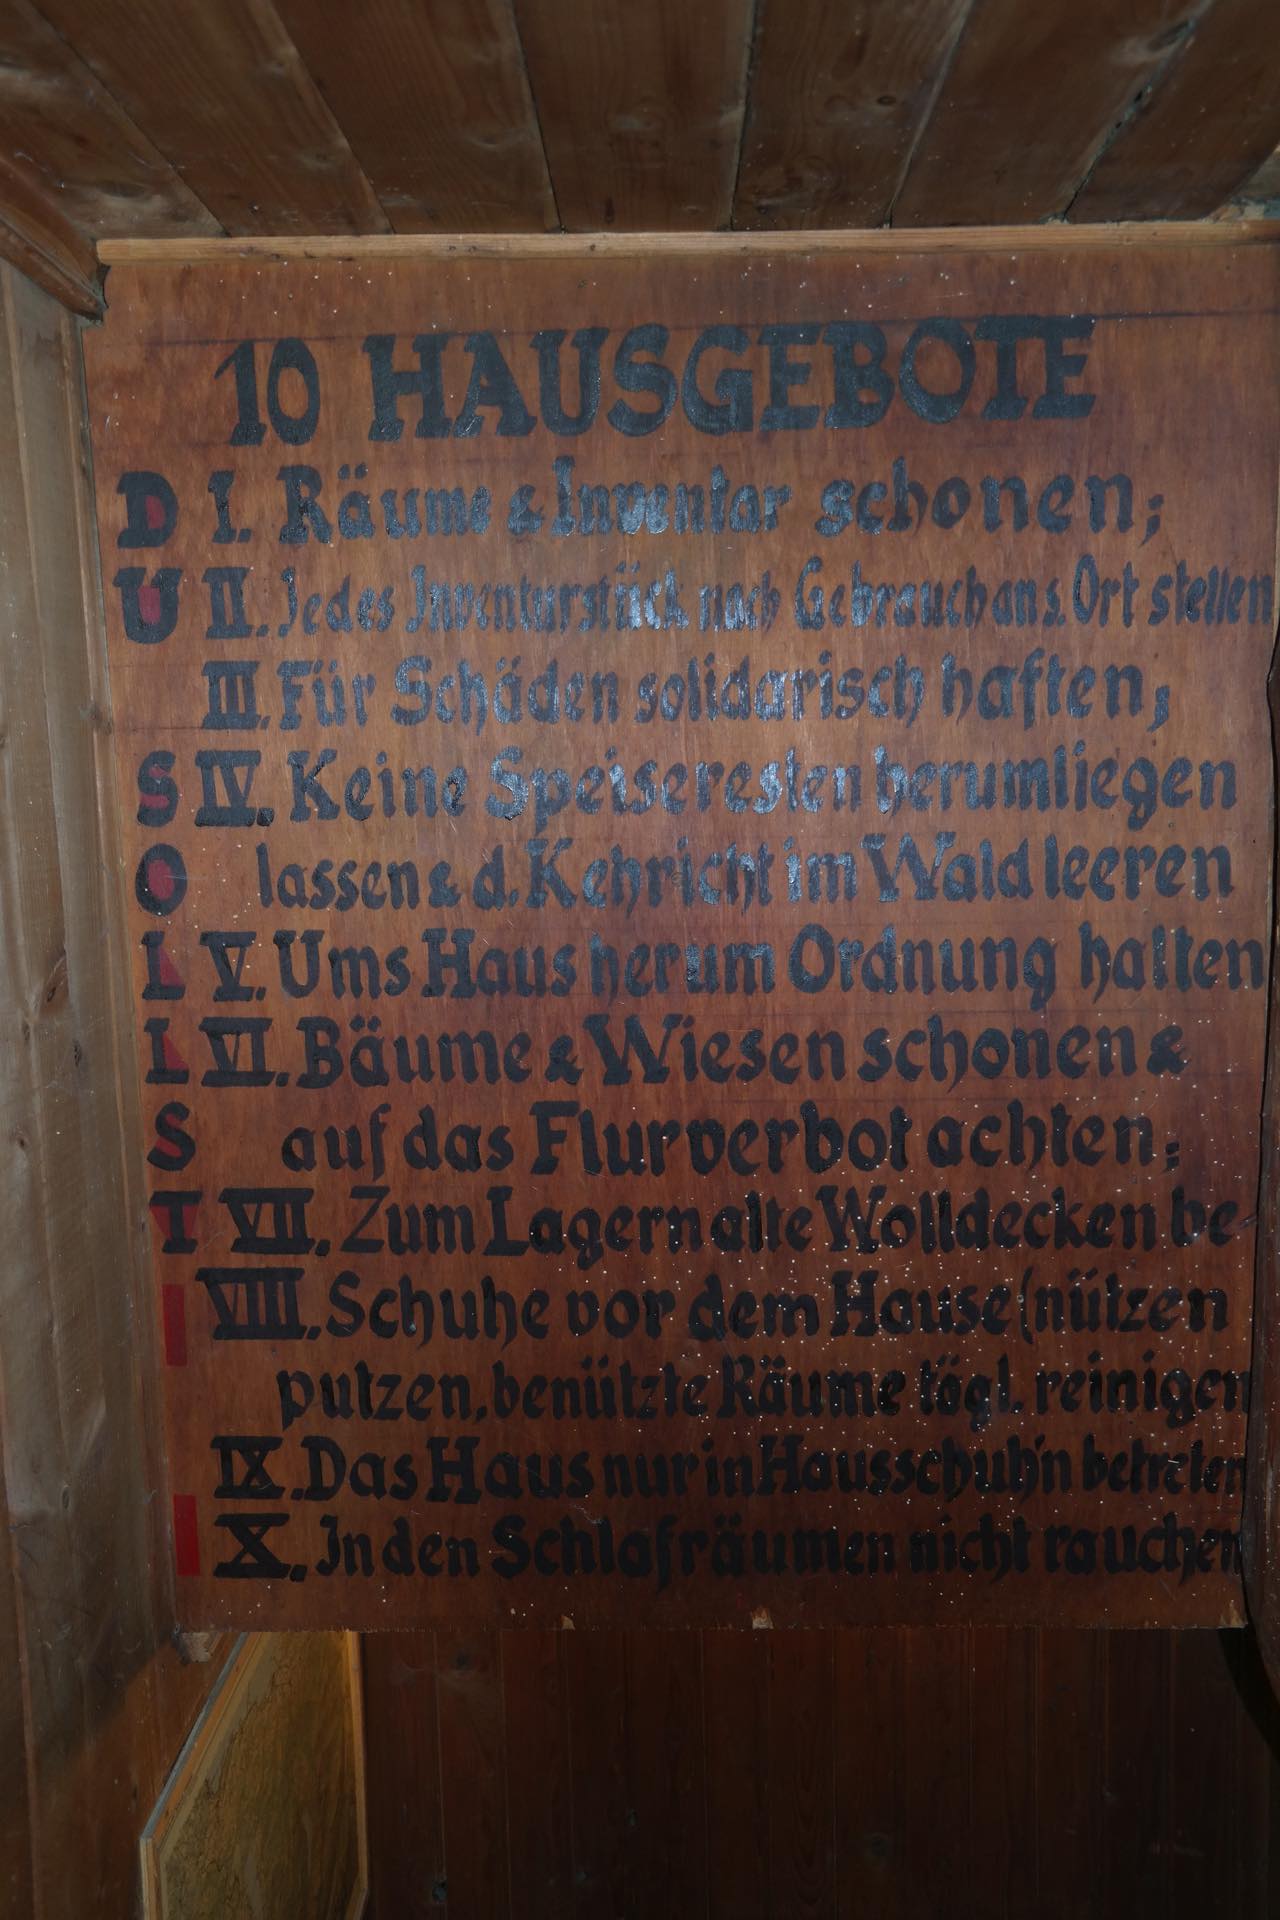 10 HAUSGEBOTE
D I. Räume & Inventar schonen;
U II. Jedes Inventurstück nach Gebrauch an s. Ort stellen
III. Für Schäden solidarisch haften;
S IV. Keine Speiseresten herumliegen
O lassen & d. Kehricht im Wald leeren
L V. Ums Haus herum Ordnung halten
L VI. Bäume & Wiesen schonen &
S auf das Flurverbot achten;
T VII. Zum Lagern alte Wolldecken be-
! VIII. Schuhe vor dem Hause (nützen
putzen, benützte Räume tägl. reinigen
IX. Das Haus nur in Hausschuh'n betreten
! X. In den Schlafräumen nicht rauchen